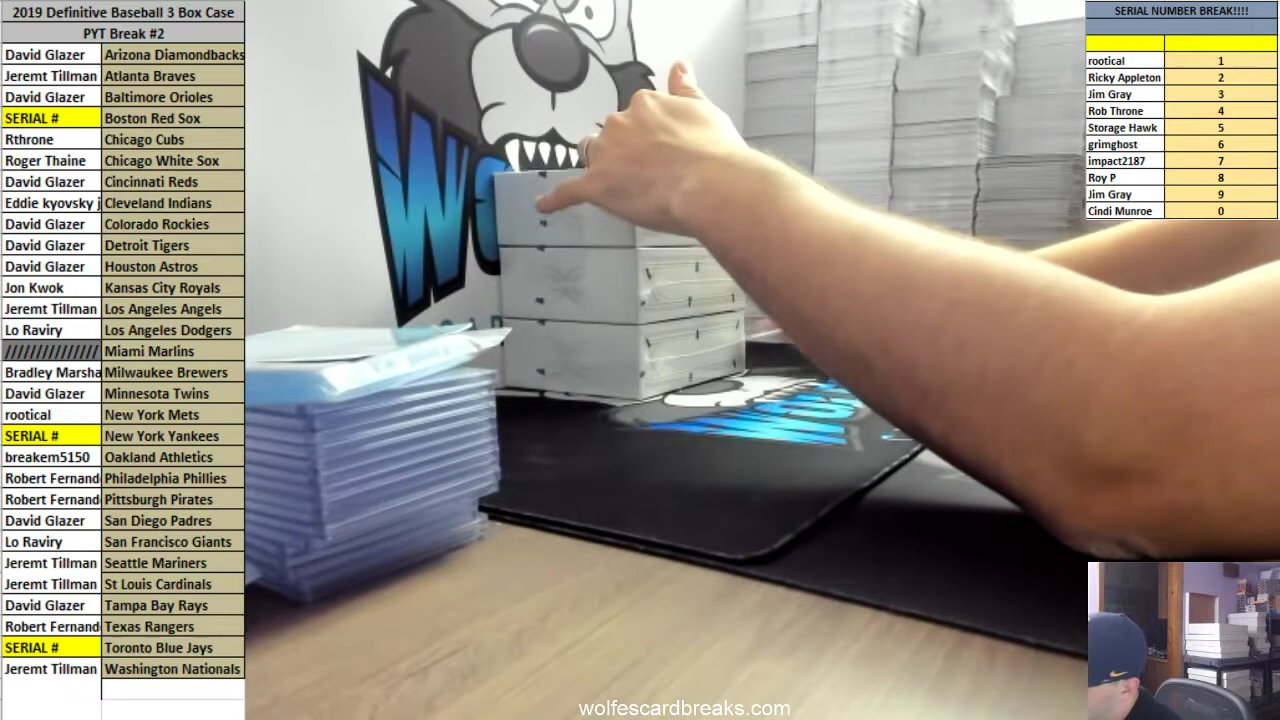 2019 Definitive Baseball 3 Box Case
PYT Break #2
David Glazer Arizona Diamondbacks
Jeremt Tillman Atlanta Braves
David Glazer Baltimore Orioles
SERIAL # Boston Red Sox
Rthrone Chicago Cubs
Roger Thaine Chicago White Sox
David Glazer Cincinnati Reds
Eddie kyovsky j Cleveland Indians
David Glazer Colorado Rockies
David Glazer Detroit Tigers
David Glazer Houston Astros
Jon Kwok Kansas City Royals
Jeremt Tillman Los Angeles Angels
Lo Raviry Los Angeles Dodgers
/////////////// Miami Marlins
Bradley Marsha Milwaukee Brewers
David Glazer Minnesota Twins
rootical New York Mets
SERIAL # New York Yankees
breakem5150 Oakland Athletics
Robert Fernand Philadelphia Phillies
Robert Fernand Pittsburgh Pirates
David Glazer San Diego Padres
Lo Raviry San Francisco Giants
Jeremt Tillman Seattle Mariners
Jeremt Tillman St Louis Cardinals
David Glazer Tampa Bay Rays
Robert Fernand Texas Rangers
SERIAL # Toronto Blue Jays
Jeremt Tillman Washington Nationals
SERIAL NUMBER BREAK!!!!
rootical 1
Ricky Appleton 2
Jim Gray 3
Rob Throne 4
Storage Hawk 5
grimghost 6
impact2187 7
Roy P 8
Jim Gray 9
Cindi Munroe 0
wolfescardbreaks.com